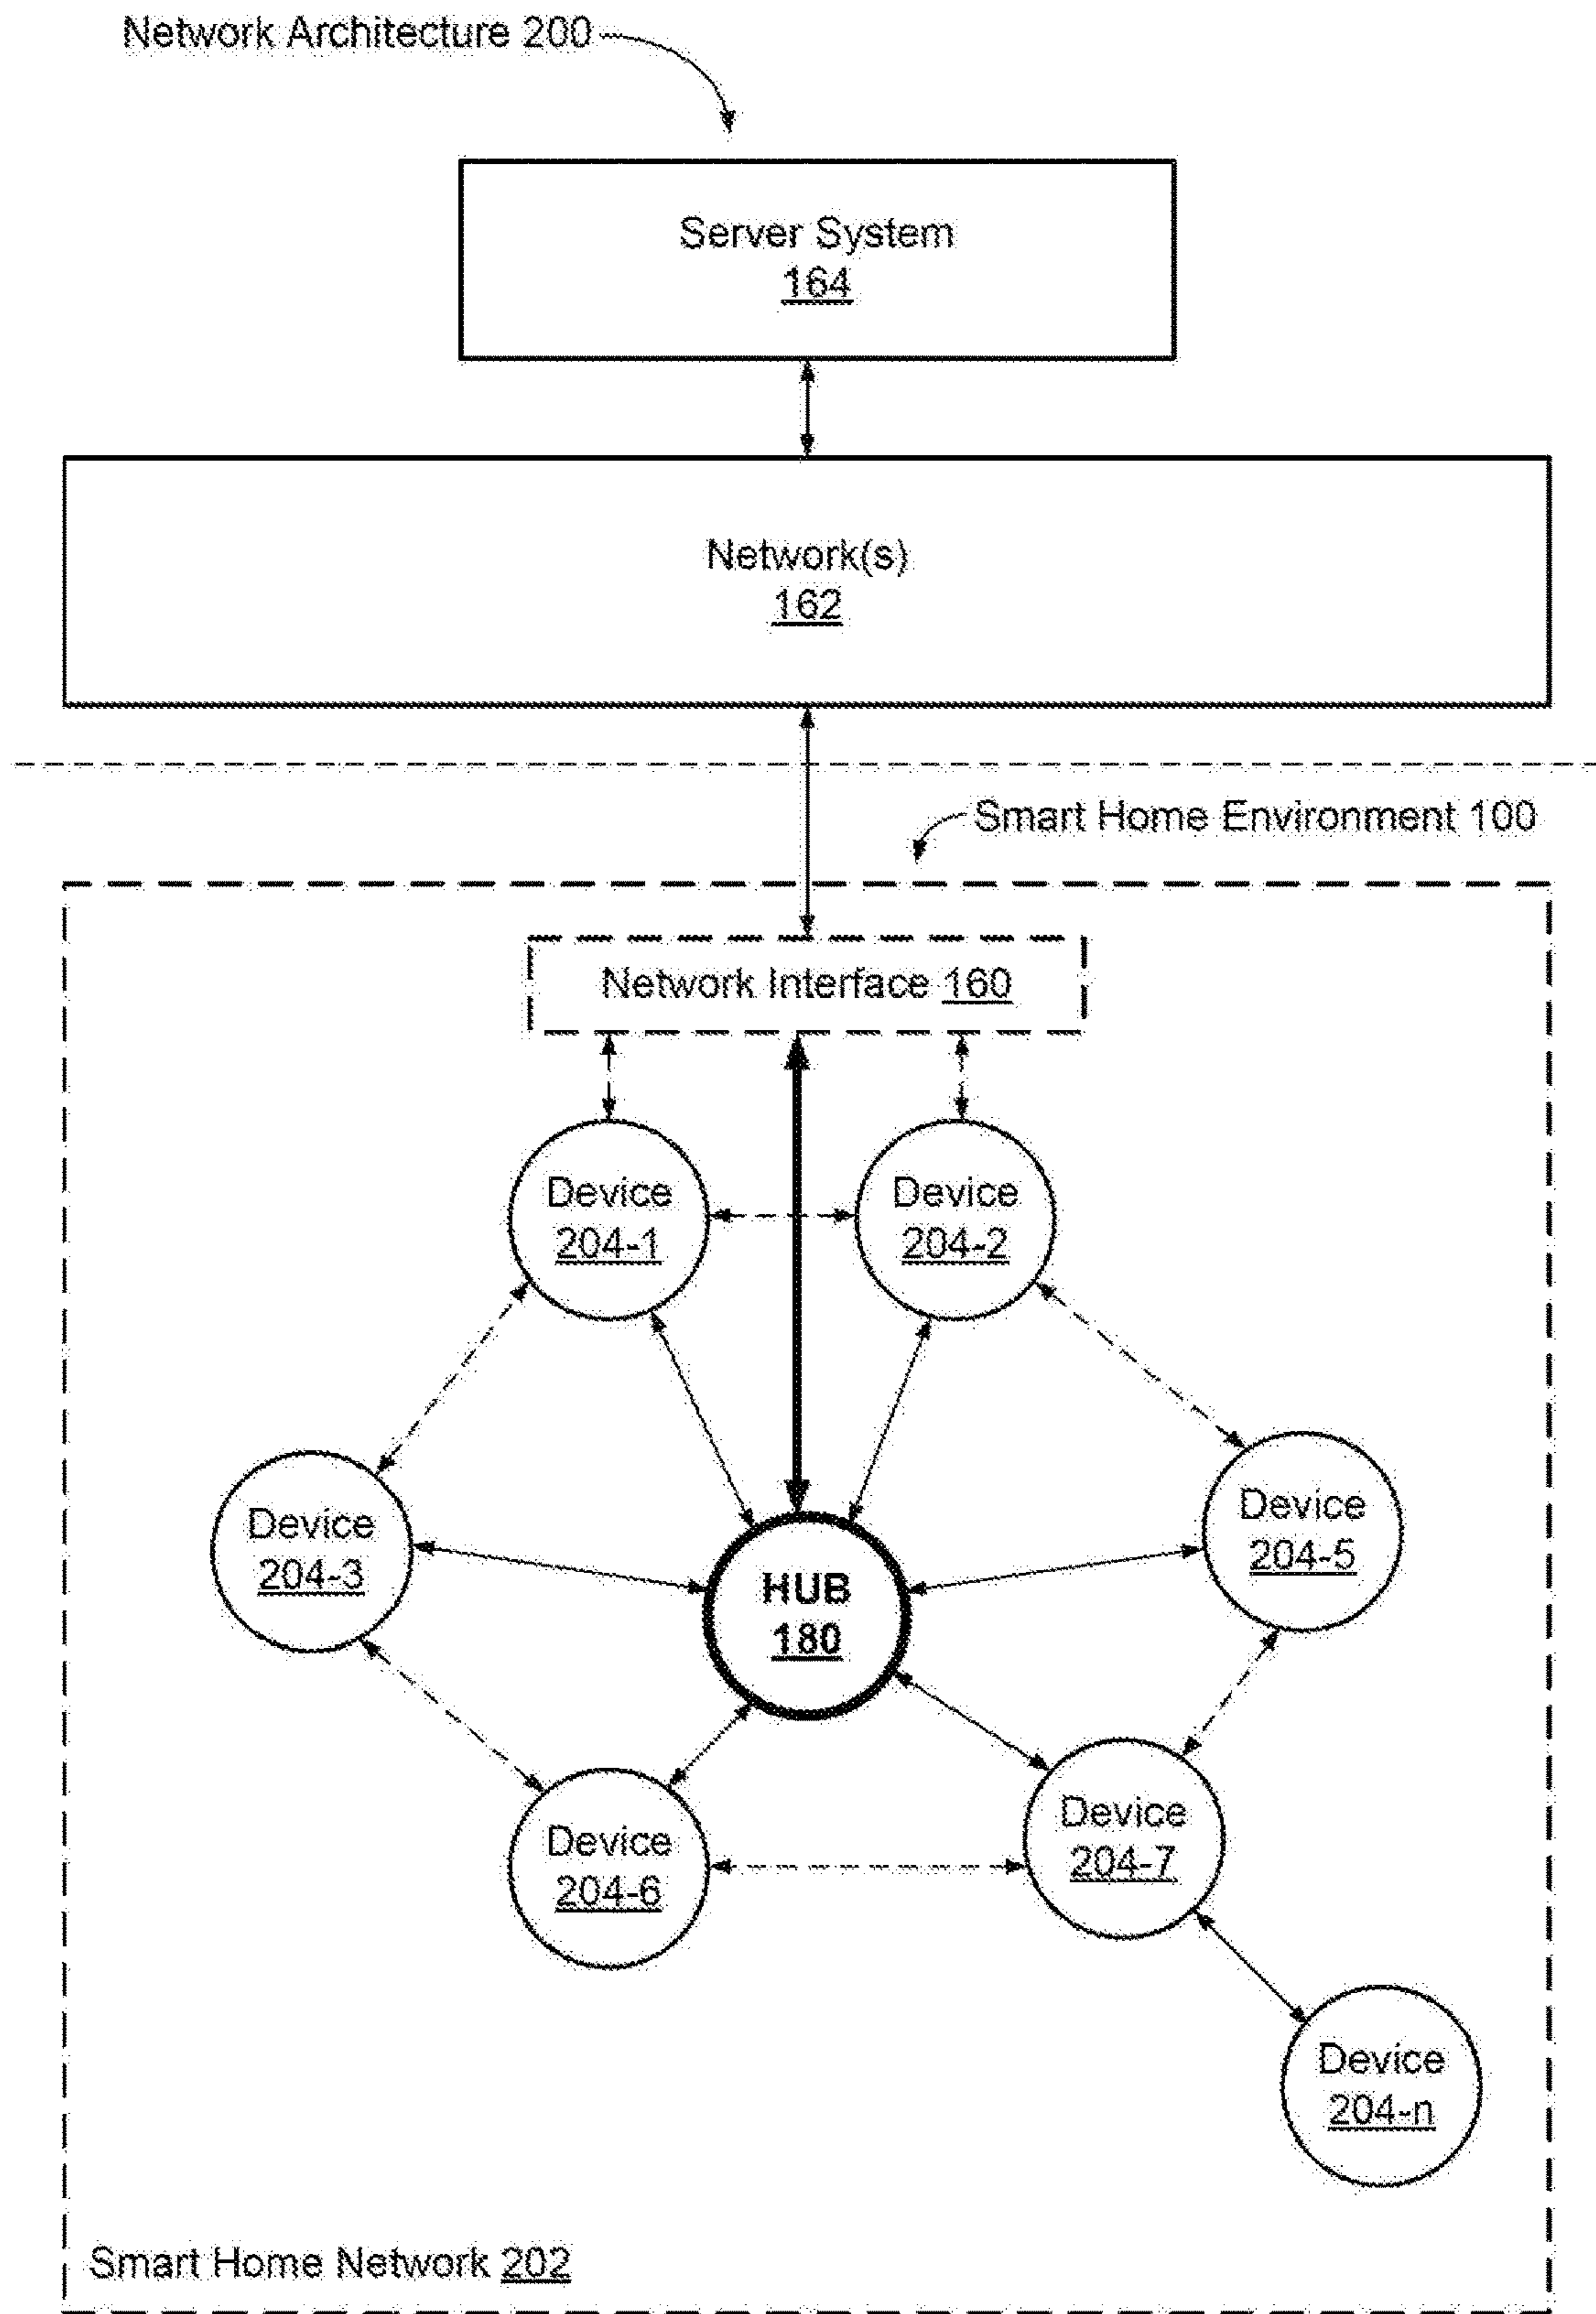 Network Architecture 200
Server System
164
Network(s)
162
Smart Home Environment 100
Network Interface 160
Device
204-1
Device
204-2
Device
204-3
Device
204-5
HUB
180
Device
204-6
Device
204-7
Device
204-n
Smart Home Network 202